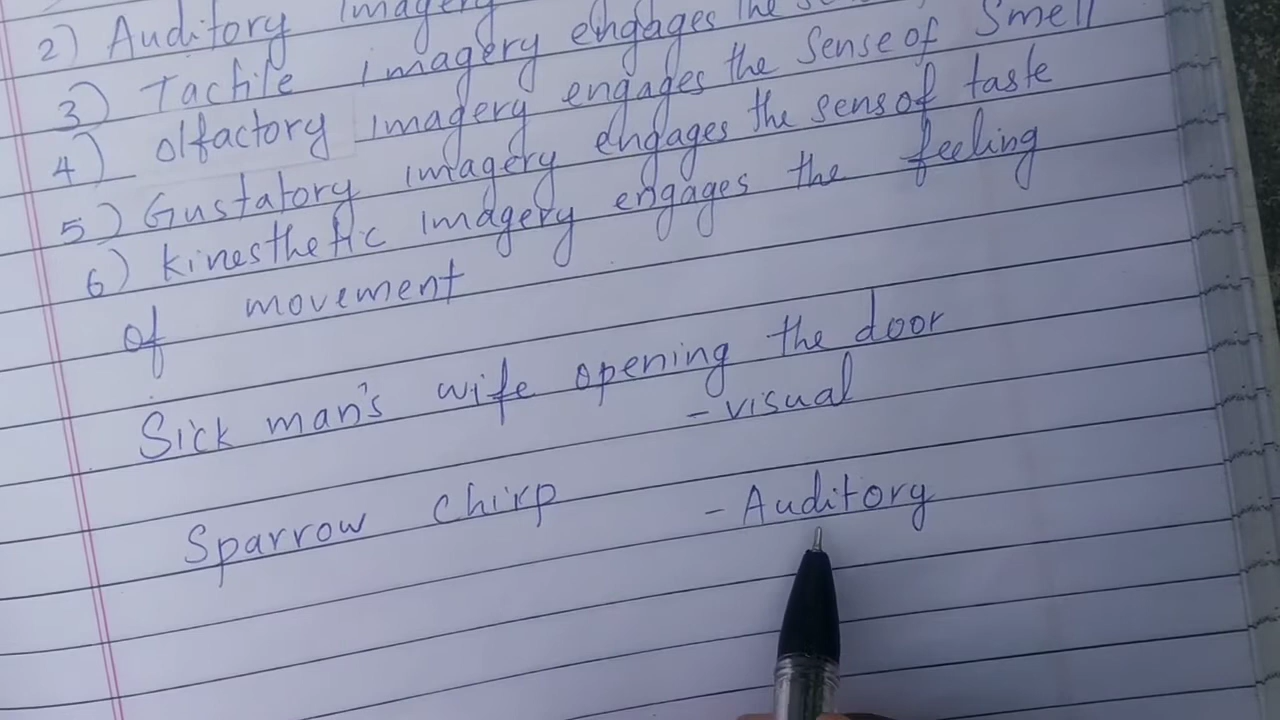 2) Auditory Imagery
3) Tactile Imagery engages the
4) olfactory Imagery engages the Sense of Smell
5) Gustatory imagery engages the sens of taste
6) kinesthetic imagery engages the feeling
of movement
Sick man's wife opening the door
- visual
Sparrow Chirp - Auditory